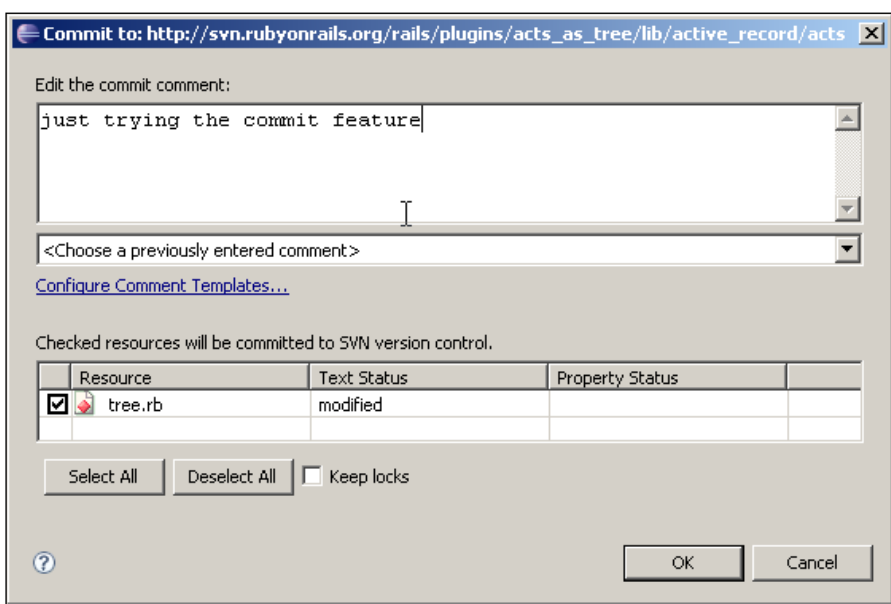 Commit to: http://svn.rubyonrails.org/rails/plugins/acts_as_tree/lib/active_record/acts
Edit the commit comment:
just trying the commit feature
<Choose a previously entered comment>
Configure Comment Templates...
Checked resources will be committed to SVN version control.
Resource Text Status Property Status
tree.rb modified
Select All Deselect All Keep locks
? OK Cancel